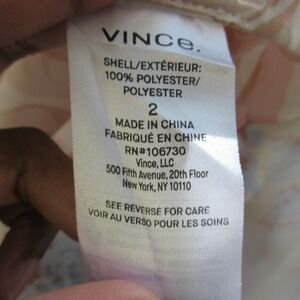 VINCE.
SHELL/EXTÉRIEUR:
100% POLYESTER/
POLYESTER
2
MADE IN CHINA
FABRIQUÉ EN CHINE
RN#106730
Vince, LLC
500 Fifth Avenue, 20th Floor
New York, NY 10110
SEE REVERSE FOR CARE
VOIR AU VERSO POUR LES SOINS